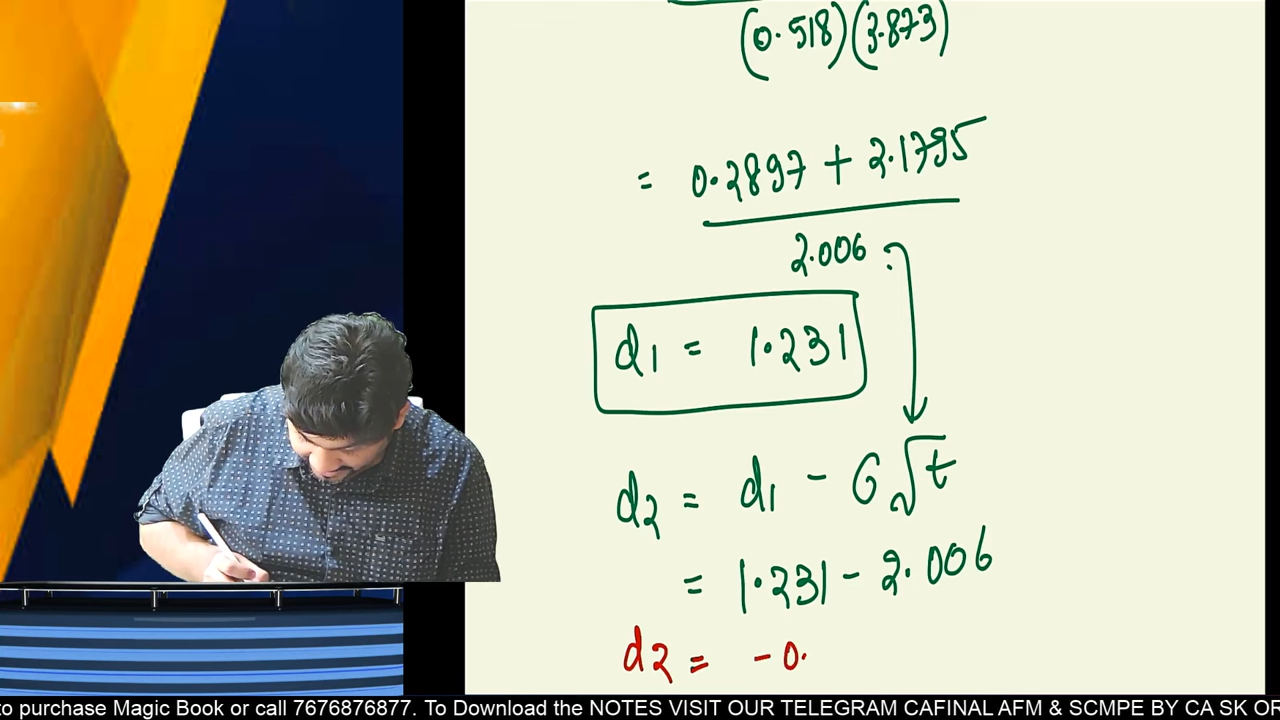 (0.518)(3.873)
= 0.2897 + 2.1795
2.006
d1 = 1.231
d2 = d1 - σ√t
= 1.231 - 2.006
d2 = -0.
to purchase Magic Book or call 7676876877. To Download the NOTES VISIT OUR TELEGRAM CAFINAL AFM & SCMPE BY CA SK OR